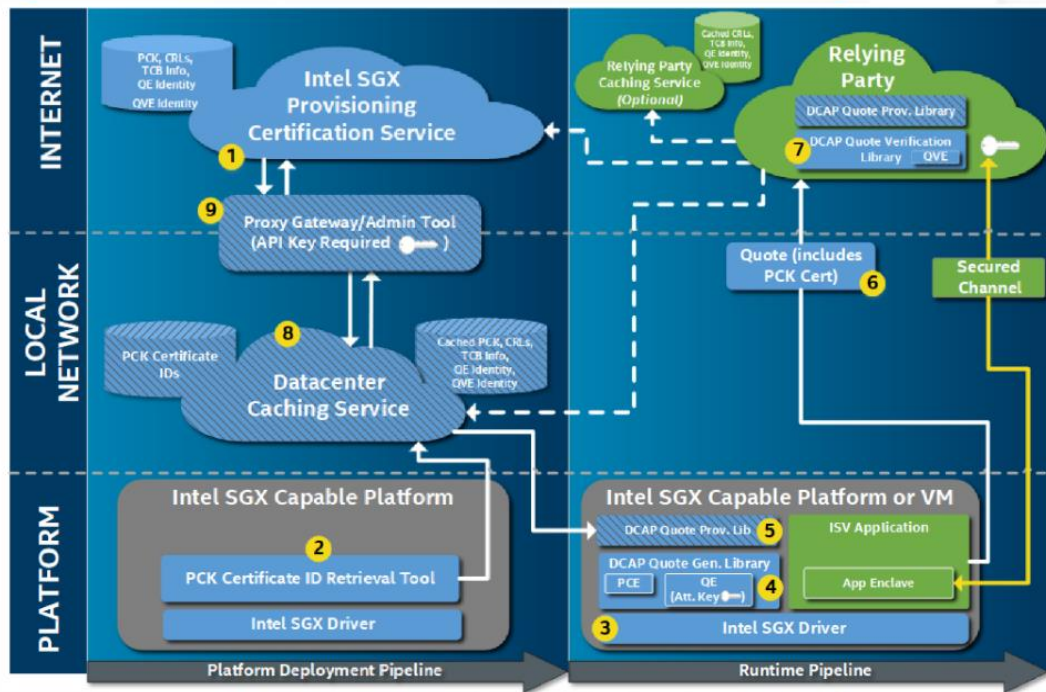 INTERNET
PCK, CRLs,
TCB Info,
QE Identity
QVE Identity
Intel SGX
Provisioning
Certification Service
1
9
Proxy Gateway/Admin Tool
(API Key Required )
Cached CRLs,
TCB Info,
QE Identity,
QVE Identity
Relying Party
Caching Service
(Optional)
Relying
Party
DCAP Quote Prov. Library
7
DCAP Quote Verification
Library
QVE
LOCAL
NETWORK
8
PCK Certificate
IDs
Cached PCK, CRLs,
TCB Info,
QE Identity,
QVE Identity
Datacenter
Caching Service
Quote (includes
PCK Cert)
6
Secured
Channel
PLATFORM
Intel SGX Capable Platform
2
PCK Certificate ID Retrieval Tool
Intel SGX Driver
Intel SGX Capable Platform or VM
DCAP Quote Prov. Lib
5
DCAP Quote Gen. Library
PCE
QE
(Att. Key )
4
ISV Application
App Enclave
3
Intel SGX Driver
Platform Deployment Pipeline
Runtime Pipeline